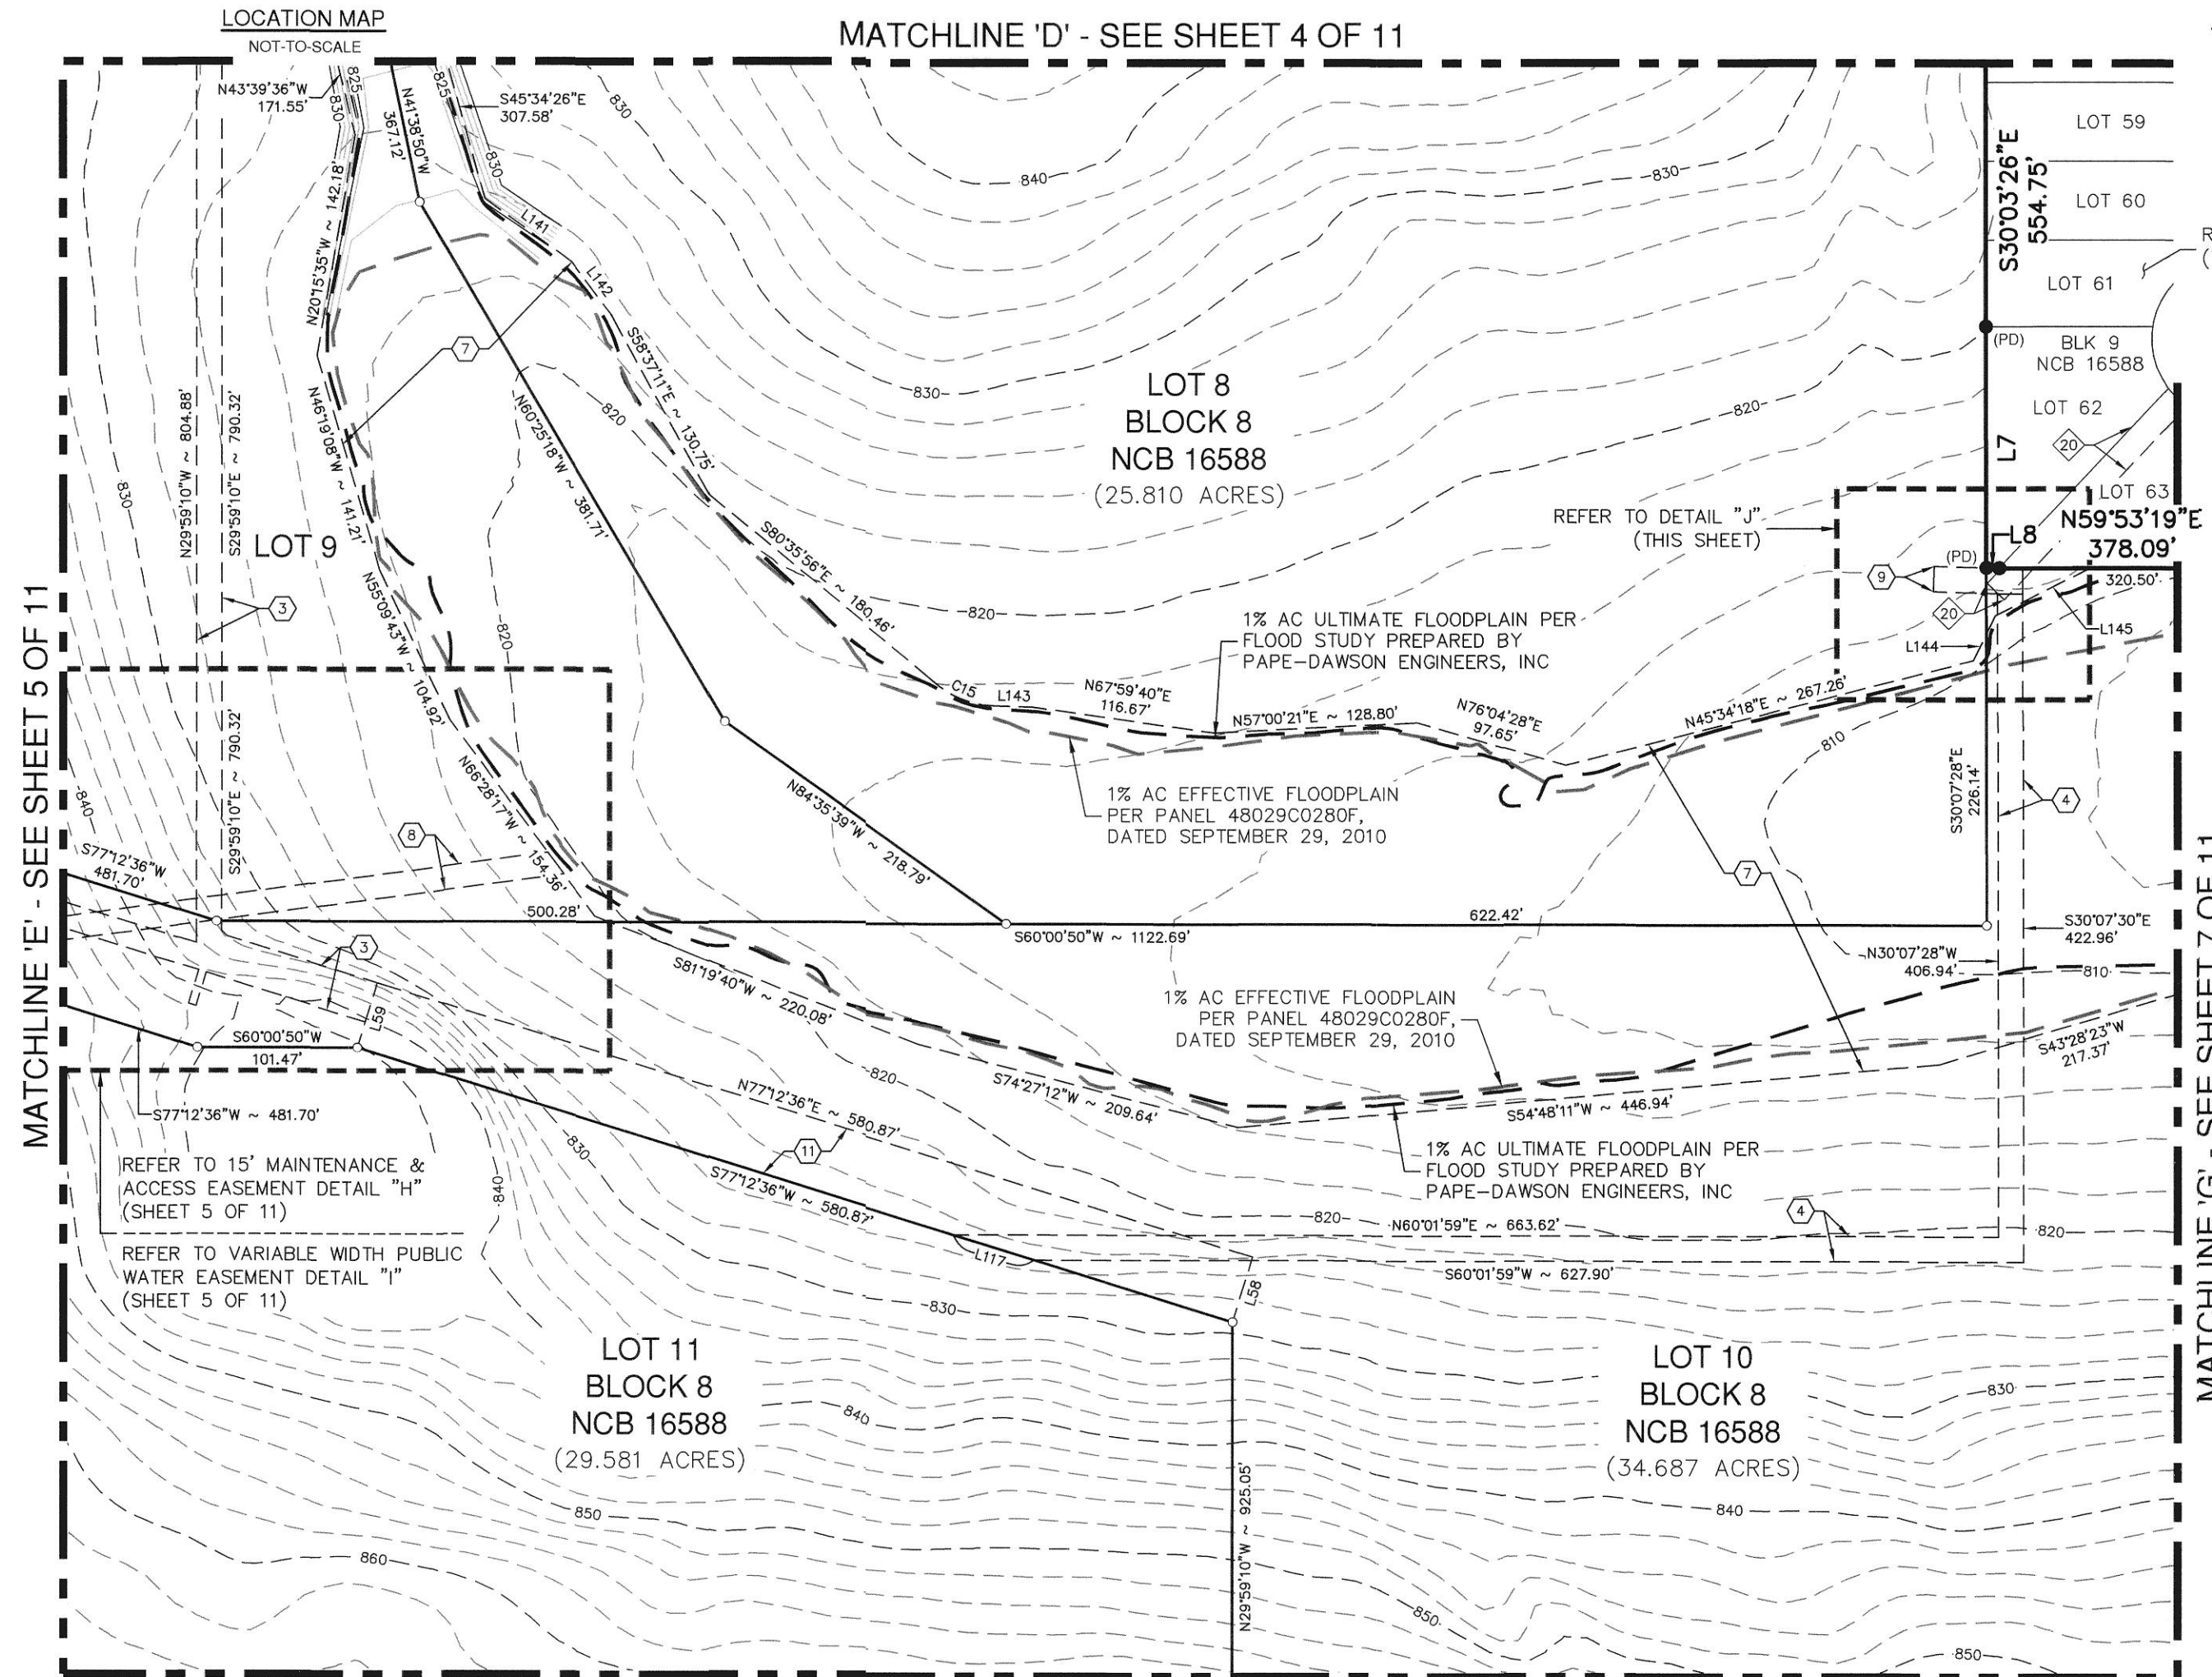 LOCATION MAP
NOT-TO-SCALE
MATCHLINE 'D' - SEE SHEET 4 OF 11
MATCHLINE 'E' - SEE SHEET 5 OF 11
MATCHLINE 'G' - SEE SHEET 7 OF 11
N43°39'36"W
171.55'
825
830
N41°38'50"W
367.12'
825
S45°34'26"E
307.58'
830
830
840
830
S30°03'26"E
554.75'
LOT 59
LOT 60
LOT 61
R
(
(PD)
BLK 9
NCB 16588
LOT 62
20
LOT 63
L7
N59°53'19"E
378.09'
L8
(PD)
320.50'
9
20
L144
L145
N20°15'35"W ~ 142.18'
L141
L142
7
S58°37'11"E ~ 130.75'
N46°19'08"W ~ 141.21'
N60°25'18"W ~ 381.71'
820
830
LOT 8
BLOCK 8
NCB 16588
(25.810 ACRES)
820
REFER TO DETAIL "J"
(THIS SHEET)
830
N29°59'10"W ~ 804.88'
S29°59'10"E ~ 790.32'
LOT 9
3
N55°09'43"W ~ 104.92'
820
S80°35'56"E ~ 180.46'
820
1% AC ULTIMATE FLOODPLAIN PER
FLOOD STUDY PREPARED BY
PAPE-DAWSON ENGINEERS, INC
C15
L143
N67°59'40"E
116.67'
N57°00'21"E ~ 128.80'
N76°04'28"E
97.65'
N45°34'18"E ~ 267.26'
810
S30°07'28"E
226.14'
4
840
S29°59'10"E ~ 790.32'
N66°28'17"W ~ 154.36'
8
N84°35'39"W ~ 218.79'
1% AC EFFECTIVE FLOODPLAIN
PER PANEL 48029C0280F,
DATED SEPTEMBER 29, 2010
7
S77°12'36"W
481.70'
500.28'
622.42'
S60°00'50"W ~ 1122.69'
S30°07'30"E
422.96'
N30°07'28"W
406.94'
810
3
L59
S81°19'40"W ~ 220.08'
1% AC EFFECTIVE FLOODPLAIN
PER PANEL 48029C0280F,
DATED SEPTEMBER 29, 2010
S60°00'50"W
101.47'
S43°28'23"W
217.37'
820
S74°27'12"W ~ 209.64'
S54°48'11"W ~ 446.94'
S77°12'36"W ~ 481.70'
N77°12'36"E ~ 580.87'
11
830
S77°12'36"W ~ 580.87'
1% AC ULTIMATE FLOODPLAIN PER
FLOOD STUDY PREPARED BY
PAPE-DAWSON ENGINEERS, INC
REFER TO 15' MAINTENANCE &
ACCESS EASEMENT DETAIL "H"
(SHEET 5 OF 11)
840
REFER TO VARIABLE WIDTH PUBLIC
WATER EASEMENT DETAIL "I"
(SHEET 5 OF 11)
820
N60°01'59"E ~ 663.62'
4
820
L117
S60°01'59"W ~ 627.90'
L58
830
LOT 11
BLOCK 8
NCB 16588
(29.581 ACRES)
840
LOT 10
BLOCK 8
NCB 16588
(34.687 ACRES)
830
840
N29°59'10"W ~ 925.05'
850
860
850
850